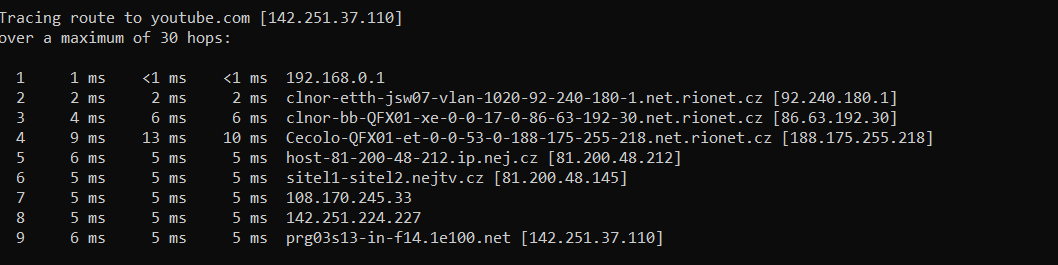 Tracing route to youtube.com [142.251.37.110]
over a maximum of 30 hops:
1 1 ms <1 ms <1 ms 192.168.0.1
2 2 ms 2 ms 2 ms clnor-etth-jsw07-vlan-1020-92-240-180-1.net.rionet.cz [92.240.180.1]
3 4 ms 6 ms 6 ms clnor-bb-QFX01-xe-0-0-17-0-86-63-192-30.net.rionet.cz [86.63.192.30]
4 9 ms 13 ms 10 ms Cecolo-QFX01-et-0-0-53-0-188-175-255-218.net.rionet.cz [188.175.255.218]
5 6 ms 5 ms 5 ms host-81-200-48-212.ip.nej.cz [81.200.48.212]
6 5 ms 5 ms 5 ms sitel1-sitel2.nejtv.cz [81.200.48.145]
7 5 ms 5 ms 5 ms 108.170.245.33
8 5 ms 5 ms 5 ms 142.251.224.227
9 6 ms 5 ms 5 ms prg03s13-in-f14.1e100.net [142.251.37.110]